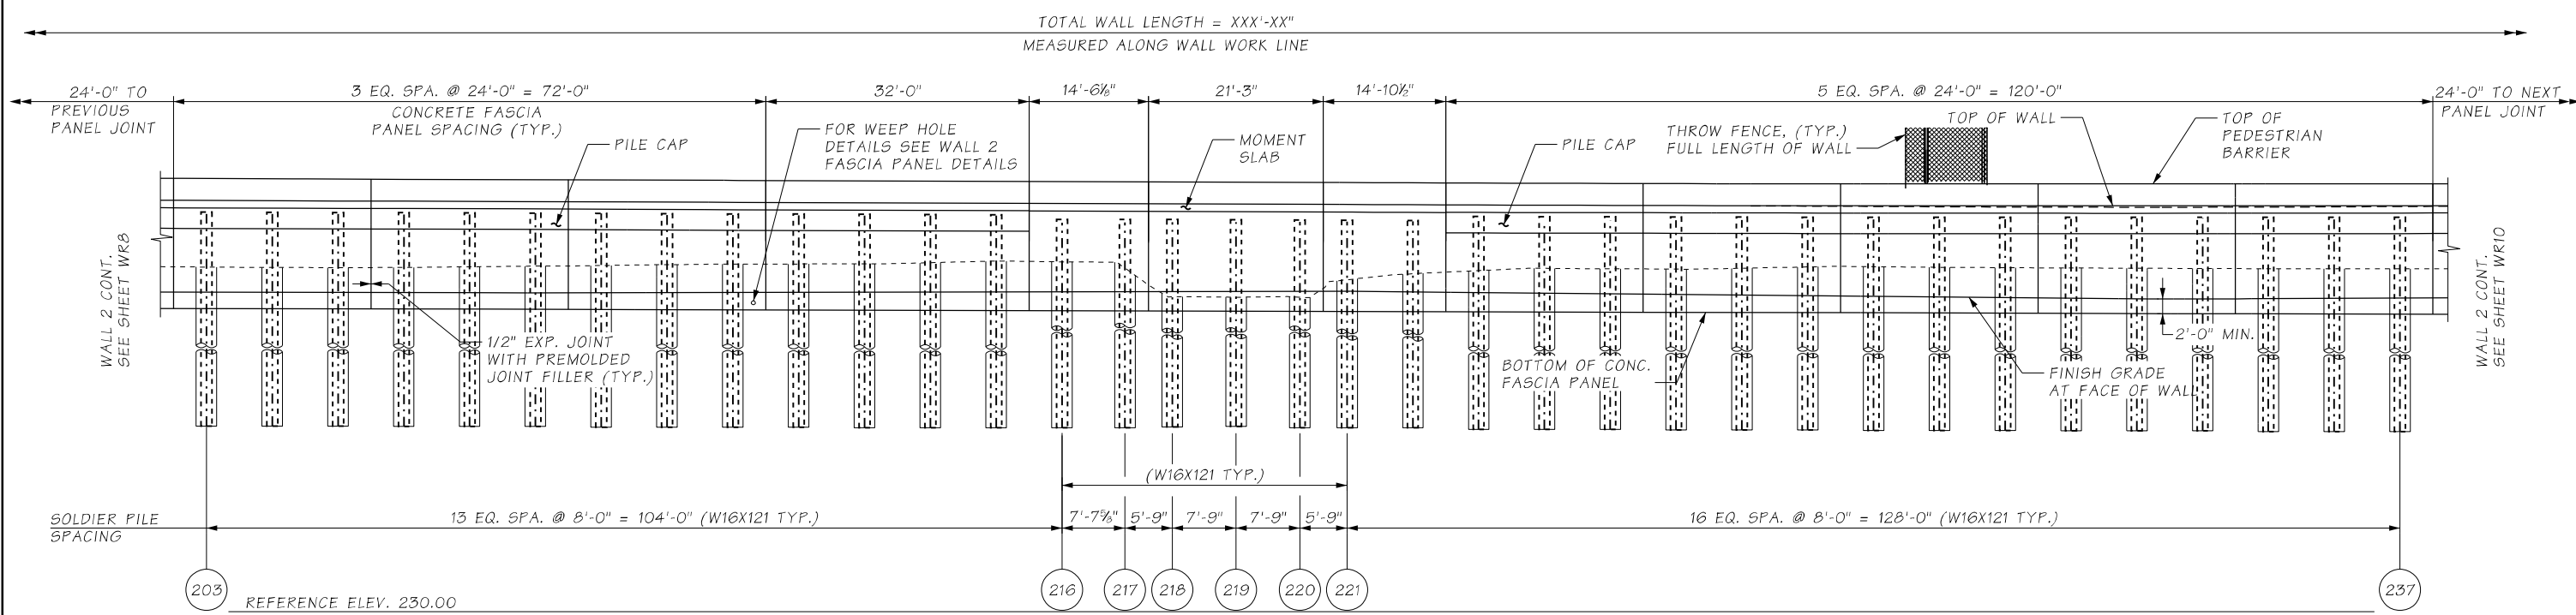 TOTAL WALL LENGTH = XXX'-XX"
MEASURED ALONG WALL WORK LINE
24'-0" TO
PREVIOUS
PANEL JOINT
3 EQ. SPA. @ 24'-0" = 72'-0"
CONCRETE FASCIA
PANEL SPACING (TYP.)
32'-0"
14'-6⅛"
21'-3"
14'-10½"
5 EQ. SPA. @ 24'-0" = 120'-0"
24'-0" TO NEXT
PANEL JOINT
PILE CAP
FOR WEEP HOLE
DETAILS SEE WALL 2
FASCIA PANEL DETAILS
MOMENT
SLAB
PILE CAP
THROW FENCE, (TYP.)
FULL LENGTH OF WALL
TOP OF WALL
TOP OF
PEDESTRIAN
BARRIER
WALL 2 CONT.
SEE SHEET WR8
WALL 2 CONT.
SEE SHEET WR10
1/2" EXP. JOINT
WITH PREMOLDED
JOINT FILLER (TYP.)
BOTTOM OF CONC.
FASCIA PANEL
2'-0" MIN.
FINISH GRADE
AT FACE OF WALL
(W16X121 TYP.)
SOLDIER PILE
SPACING
13 EQ. SPA. @ 8'-0" = 104'-0" (W16X121 TYP.)
7'-7⅝"
5'-9"
7'-9"
7'-9"
5'-9"
16 EQ. SPA. @ 8'-0" = 128'-0" (W16X121 TYP.)
203
216
217
218
219
220
221
237
REFERENCE ELEV. 230.00